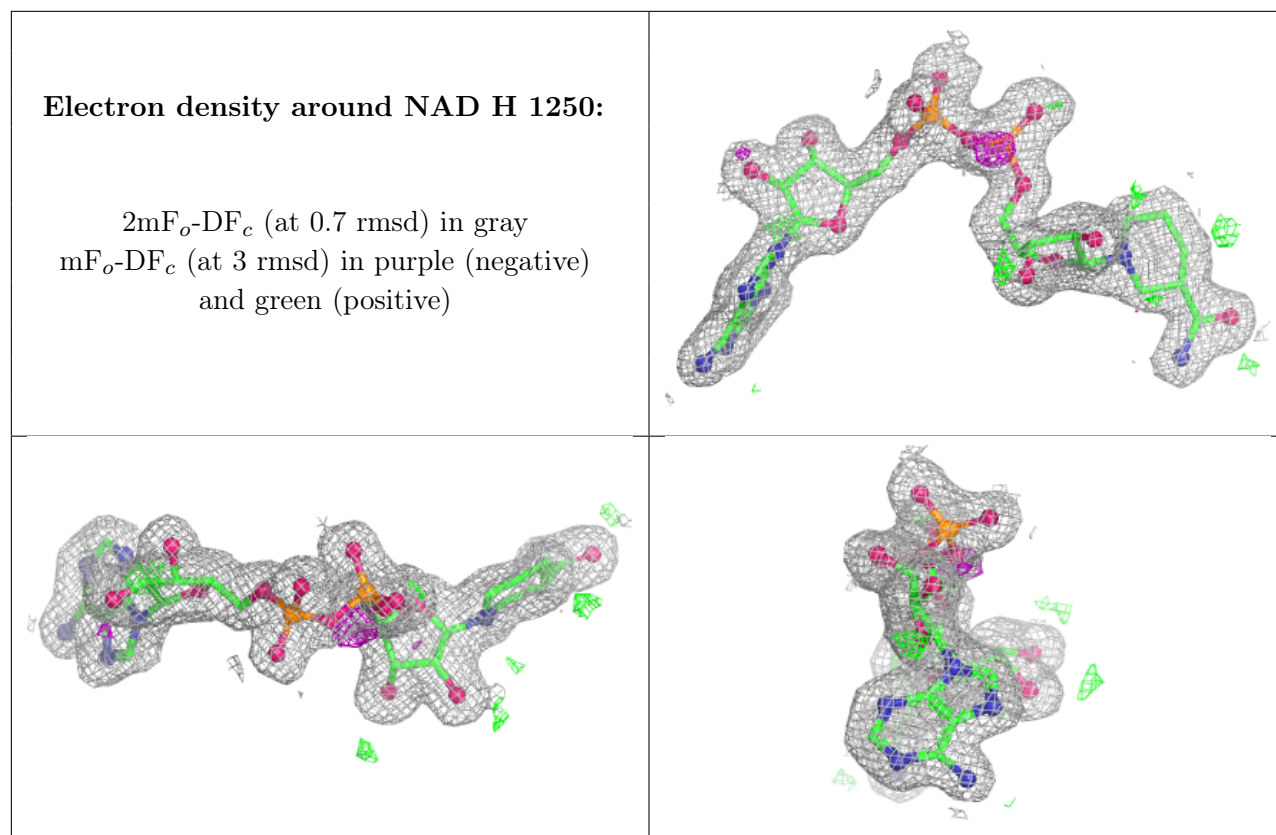 Electron density around NAD H 1250:
2mFo-DFc (at 0.7 rmsd) in gray
mFo-DFc (at 3 rmsd) in purple (negative)
and green (positive)